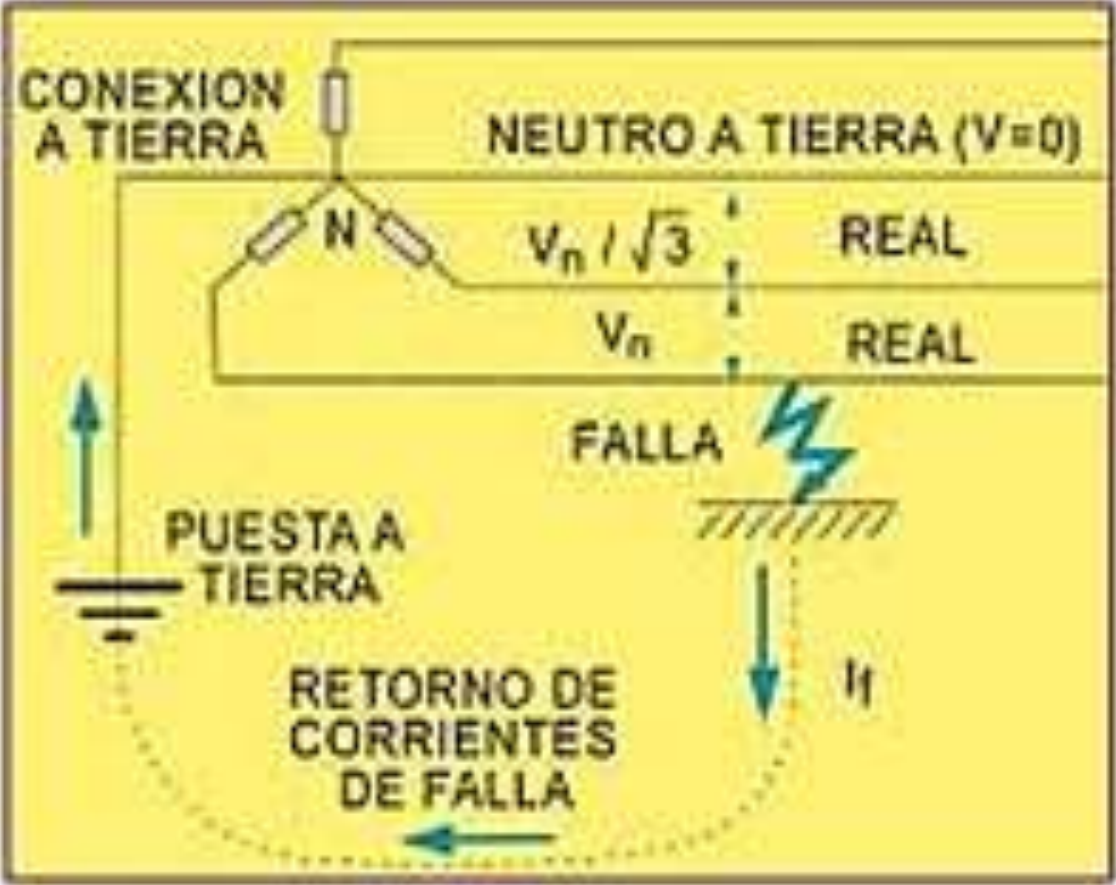 CONEXION
A TIERRA
NEUTRO A TIERRA (V=0)
N
Vn / √3
REAL
Vn
REAL
FALLA
PUESTA A
TIERRA
If
RETORNO DE
CORRIENTES
DE FALLA